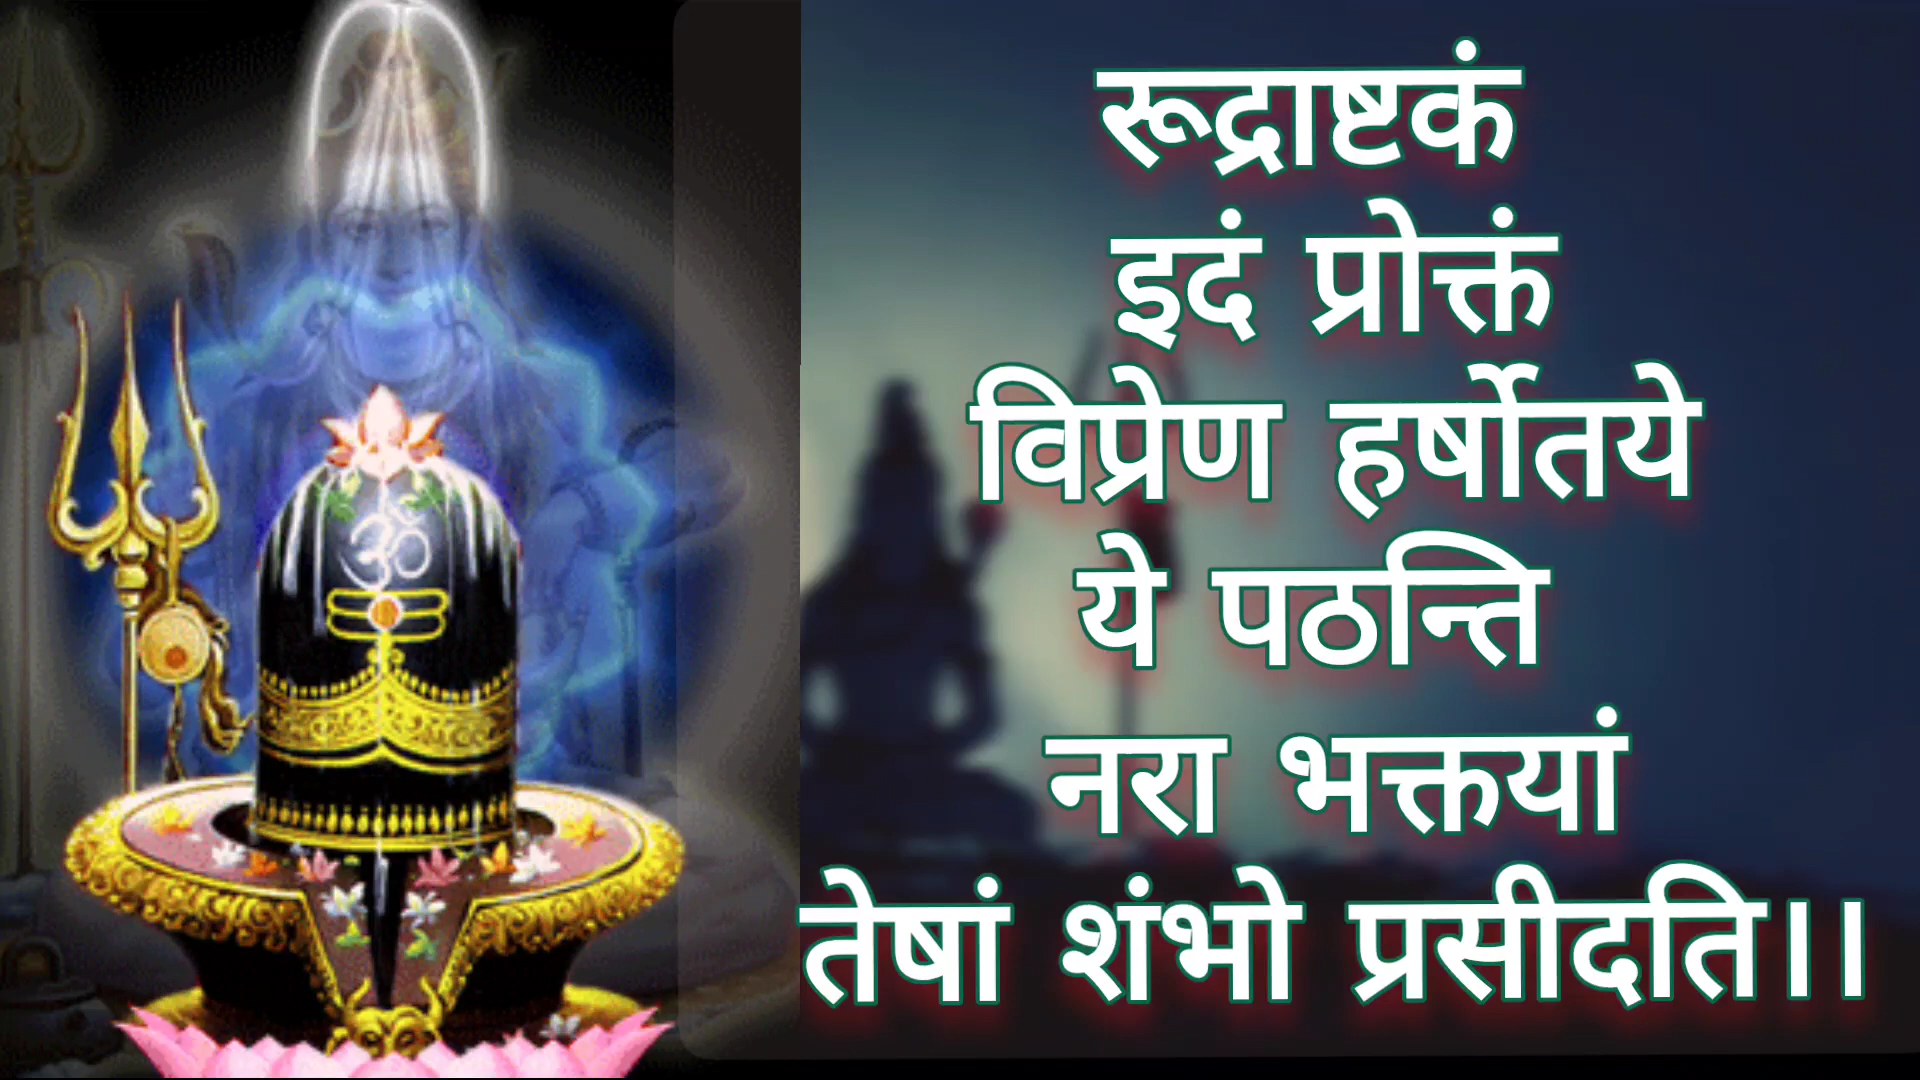 रूद्राष्टकं
इदं प्रोक्तं
विप्रेण हर्षोतये
ये पठन्ति
नरा भक्तयां
तेषां शंभो प्रसीदति।।
ॐ